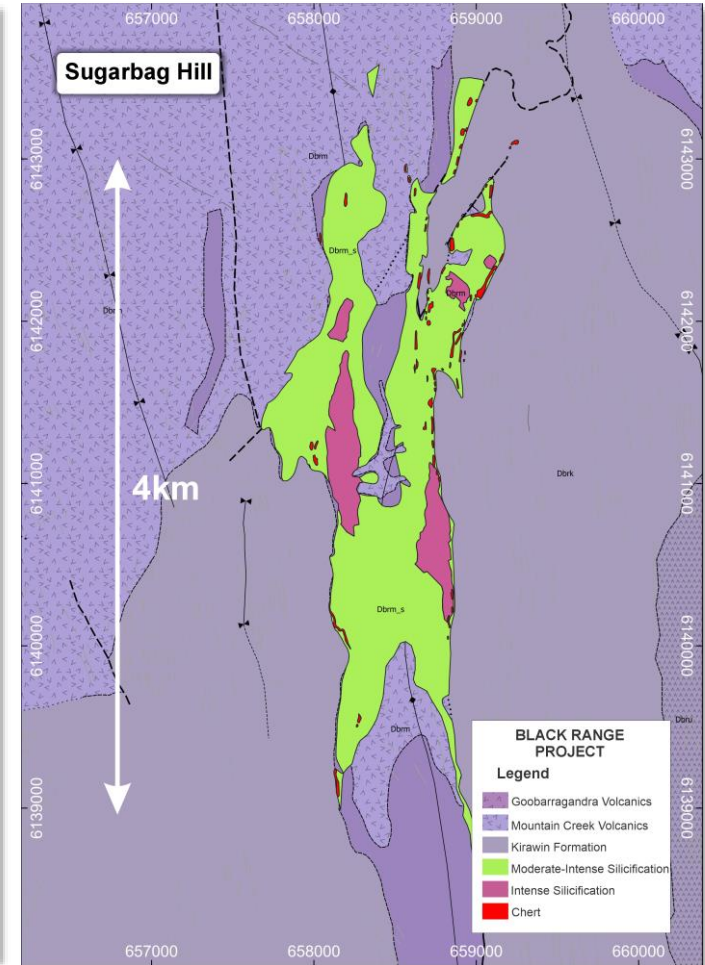 657000
658000
659000
660000
Sugarbag Hill
6143000
6143000
Dbrm
Dbrm_s
Dbrm
6142000
6142000
4km
6141000
6141000
Dbrk
Dbrm_s
6140000
6140000
Dbrm
Dbru
6139000
6139000
BLACK RANGE
PROJECT
Legend
Goobarragandra Volcanics
Mountain Creek Volcanics
Kirawin Formation
Moderate-Intense Silicification
Intense Silicification
Chert
657000
658000
659000
660000